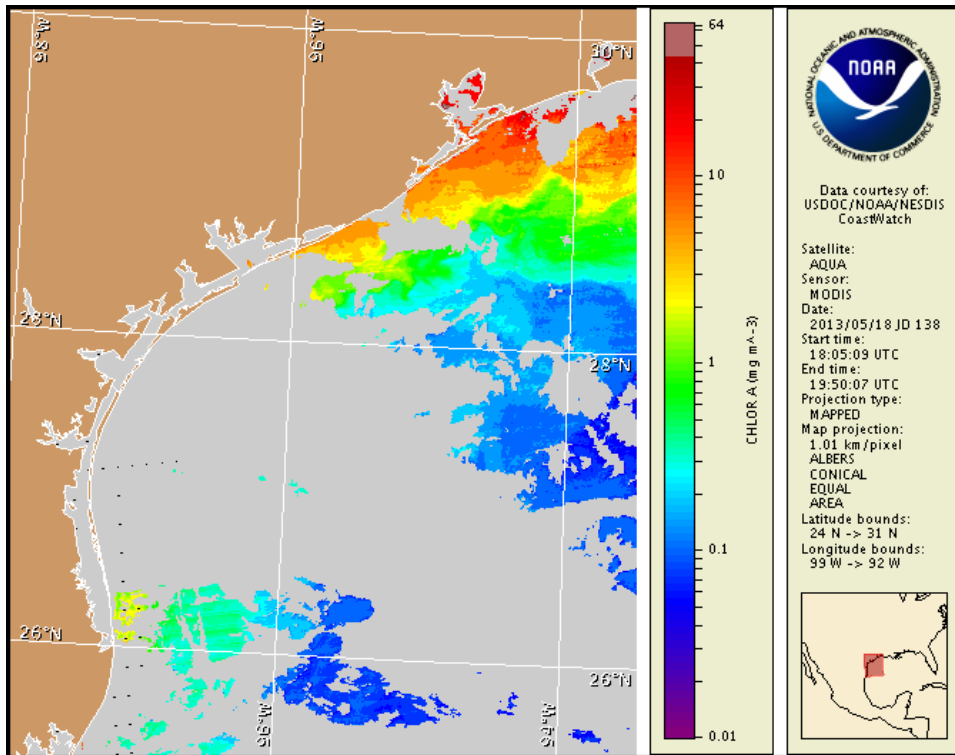 98°W
96°W
30°N
28°N
28°N
26°N
26°N
96°W
94°W
64
10
1
0.1
0.01
CHLOR A (mg m^-3)
NATIONAL OCEANIC AND ATMOSPHERIC ADMINISTRATION
NOAA
U.S. DEPARTMENT OF COMMERCE
Data courtesy of:
USDOC/NOAA/NESDIS
CoastWatch
Satellite:
AQUA
Sensor:
MODIS
Date:
2013/05/18 JD 138
Start time:
18:05:09 UTC
End time:
19:50:07 UTC
Projection type:
MAPPED
Map projection:
1.01 km/pixel
ALBERS
CONICAL
EQUAL
AREA
Latitude bounds:
24 N -> 31 N
Longitude bounds:
99 W -> 92 W